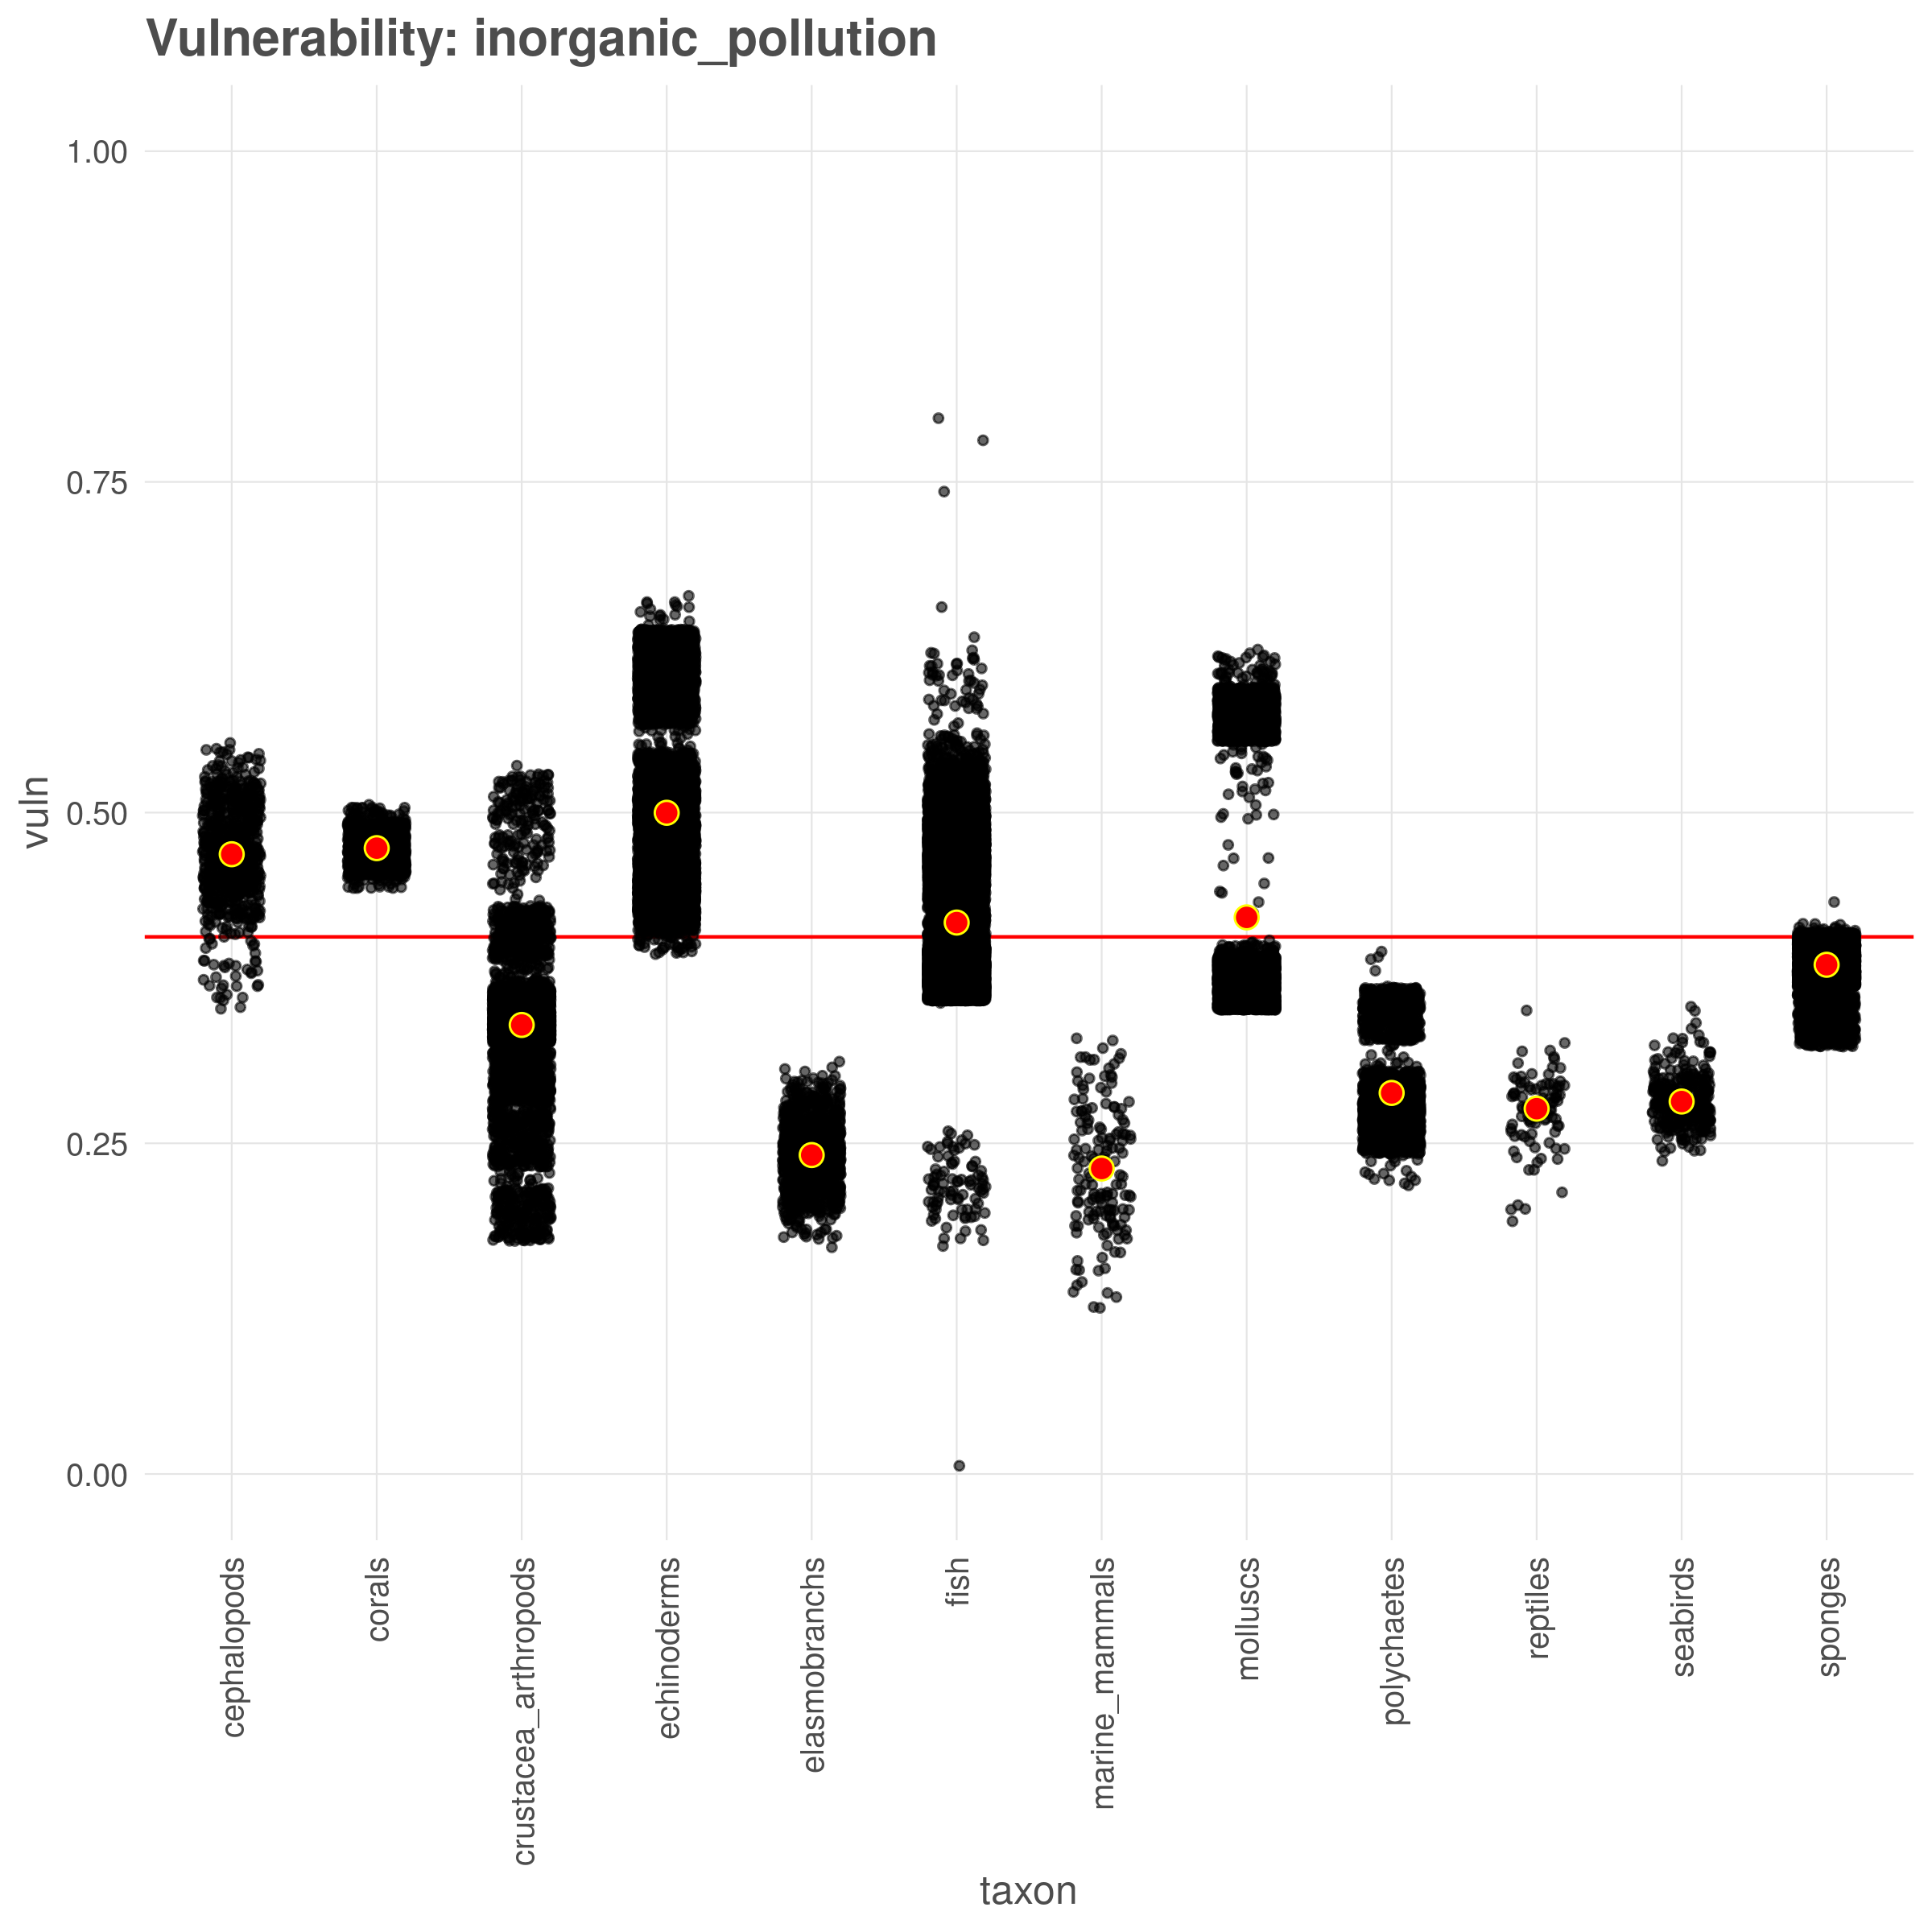 Vulnerability: inorganic_pollution
1.00
0.75
0.50
0.25
0.00
vuln
cephalopods
corals
crustacea_arthropods
echinoderms
elasmobranchs
fish
marine_mammals
molluscs
polychaetes
reptiles
seabirds
sponges
taxon